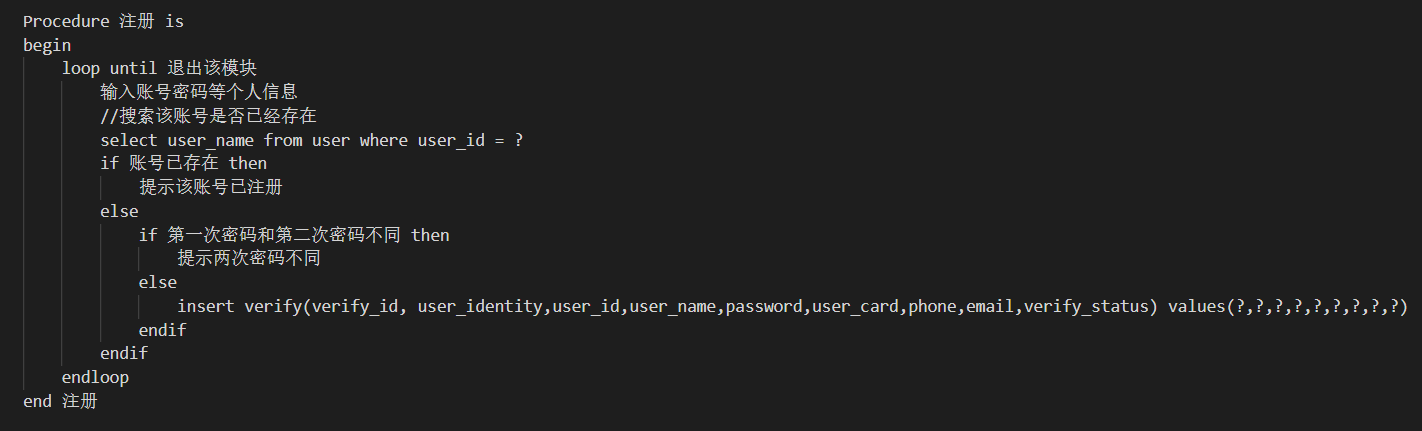 Procedure 注册 is
begin
loop until 退出该模块
输入账号密码等个人信息
//搜索该账号是否已经存在
select user_name from user where user_id = ?
if 账号已存在 then
提示该账号已注册
else
if 第一次密码和第二次密码不同 then
提示两次密码不同
else
insert verify(verify_id, user_identity,user_id,user_name,password,user_card,phone,email,verify_status) values(?,?,?,?,?,?,?,?,?)
endif
endif
endloop
end 注册